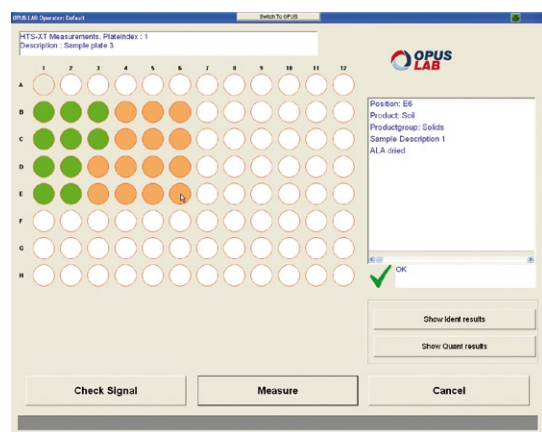 OPUS LAB Operator: Default
Switch To OPUS
HTS-XT Measurements. Plateindex : 1
Description : Sample plate 3
OPUS
LAB
1 2 3 4 5 6 7 8 9 10 11 12
A
B
C
D
E
F
G
H
Position: E6
Product: Soil
Productgroup: Solids
Sample Description 1
ALA dried
OK
Show Ident results
Show Quant results
Check Signal
Measure
Cancel